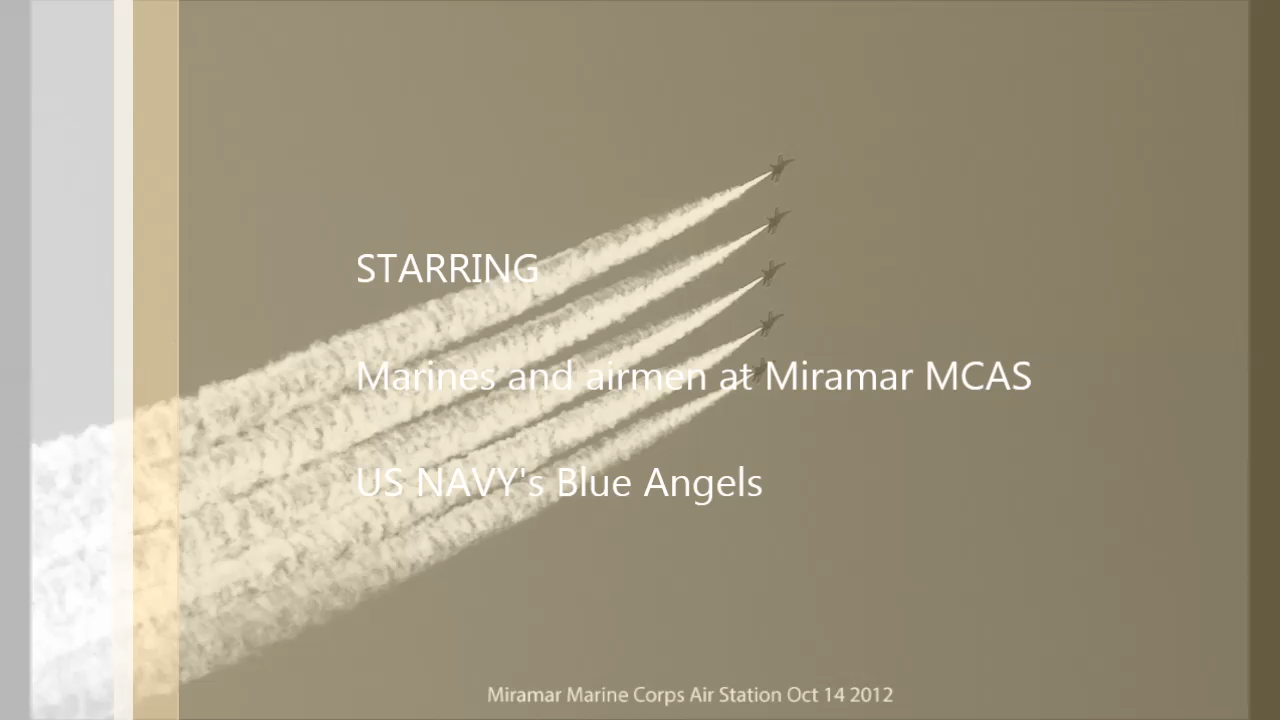 STARRING
Marines and airmen at Miramar MCAS
US NAVY's Blue Angels
Miramar Marine Corps Air Station Oct 14 2012